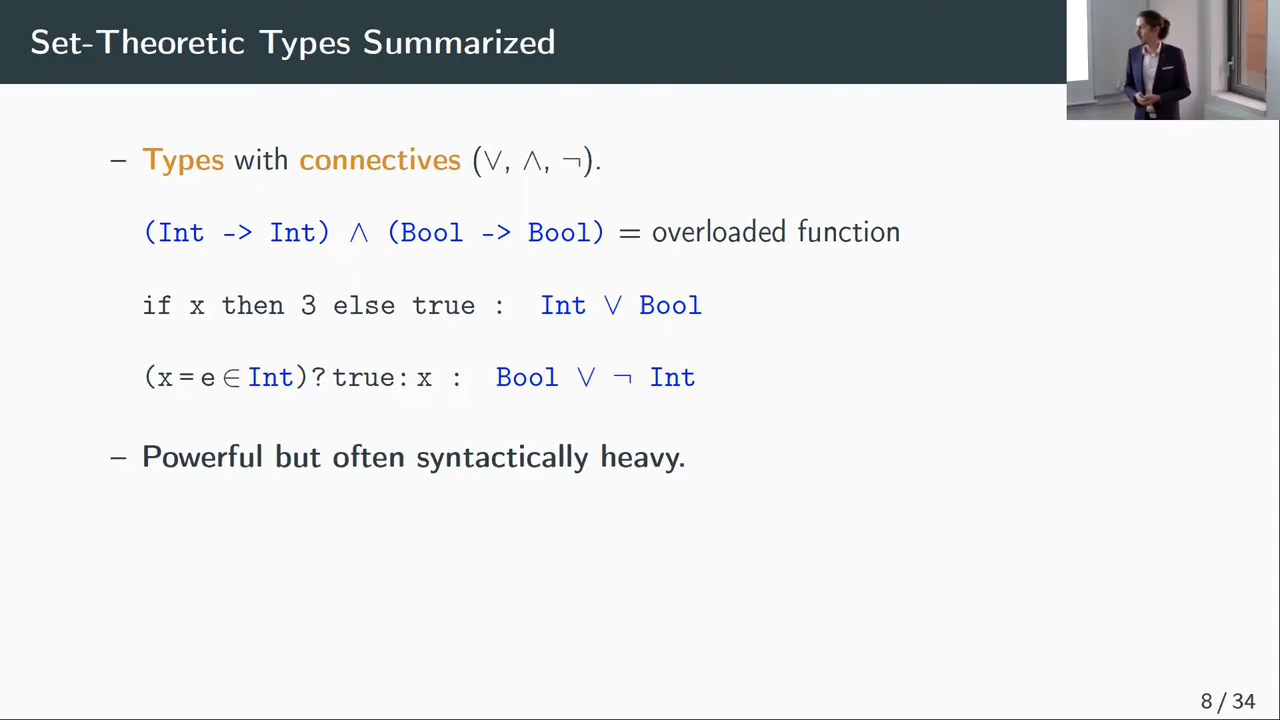 Set-Theoretic Types Summarized
– Types with connectives (∨, ∧, ¬).
(Int -> Int) ∧ (Bool -> Bool) = overloaded function
if x then 3 else true : Int ∨ Bool
(x = e ∈ Int) ? true : x : Bool ∨ ¬ Int
– Powerful but often syntactically heavy.
8 / 34